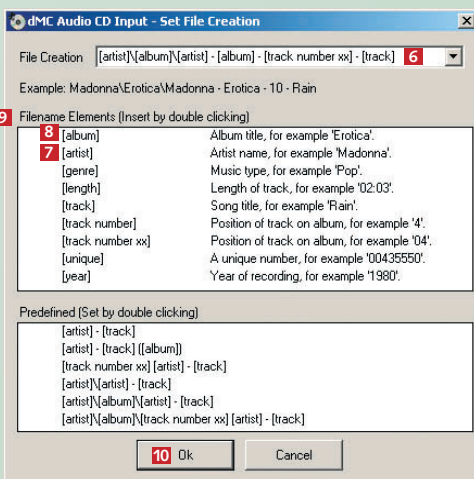 dMC Audio CD Input - Set File Creation
File Creation [artist]\[album]\[artist] - [album] - [track number xx] - [track] 6
Example: Madonna\Erotica\Madonna - Erotica - 10 - Rain
9 Filename Elements (Insert by double clicking)
8 [album] Album title, for example 'Erotica'.
7 [artist] Artist name, for example 'Madonna'.
[genre] Music type, for example 'Pop'.
[length] Length of track, for example '02:03'.
[track] Song title, for example 'Rain'.
[track number] Position of track on album, for example '4'.
[track number xx] Position of track on album, for example '04'.
[unique] A unique number, for example '00435550'.
[year] Year of recording, for example '1980'.
Predefined (Set by double clicking)
[artist] - [track]
[artist] - [track] ([album])
[track number xx] [artist] - [track]
[artist]\[artist] - [track]
[artist]\[album]\[artist] - [track]
[artist]\[album]\[track number xx] [artist] - [track]
10 Ok Cancel